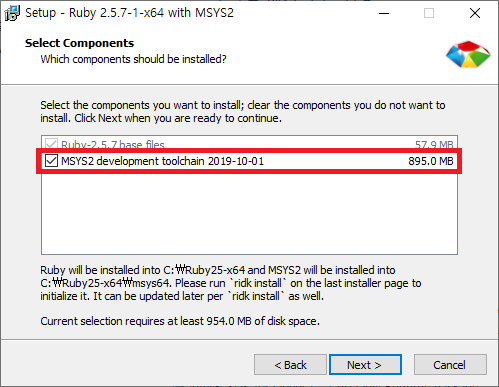 Setup - Ruby 2.5.7-1-x64 with MSYS2
Select Components
Which components should be installed?
Select the components you want to install; clear the components you do not want to
install. Click Next when you are ready to continue.
Ruby-2.5.7 base files 57.9 MB
MSYS2 development toolchain 2019-10-01 895.0 MB
Ruby will be installed into C:₩Ruby25-x64 and MSYS2 will be installed into
C:₩Ruby25-x64₩msys64. Please run `ridk install` on the last installer page to
initialize it. It can be updated later per `ridk install` as well.
Current selection requires at least 954.0 MB of disk space.
< Back
Next >
Cancel